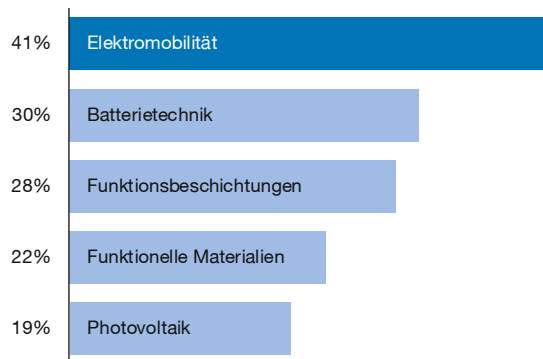 41% Elektromobilität
30% Batterietechnik
28% Funktionsbeschichtungen
22% Funktionelle Materialien
19% Photovoltaik